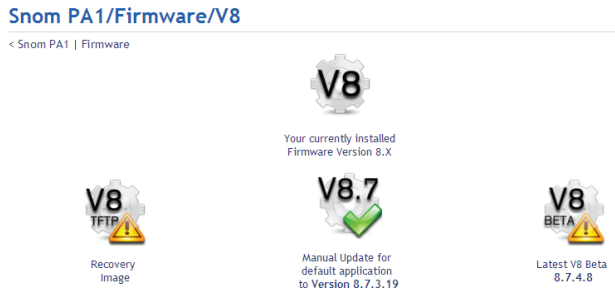 Snom PA1/Firmware/V8
< Snom PA1 | Firmware
V8
Your currently installed
Firmware Version 8.X
V8
TFTP
Recovery
Image
V8.7
Manual Update for
default application
to Version 8.7.3.19
V8
BETA
Latest V8 Beta
8.7.4.8